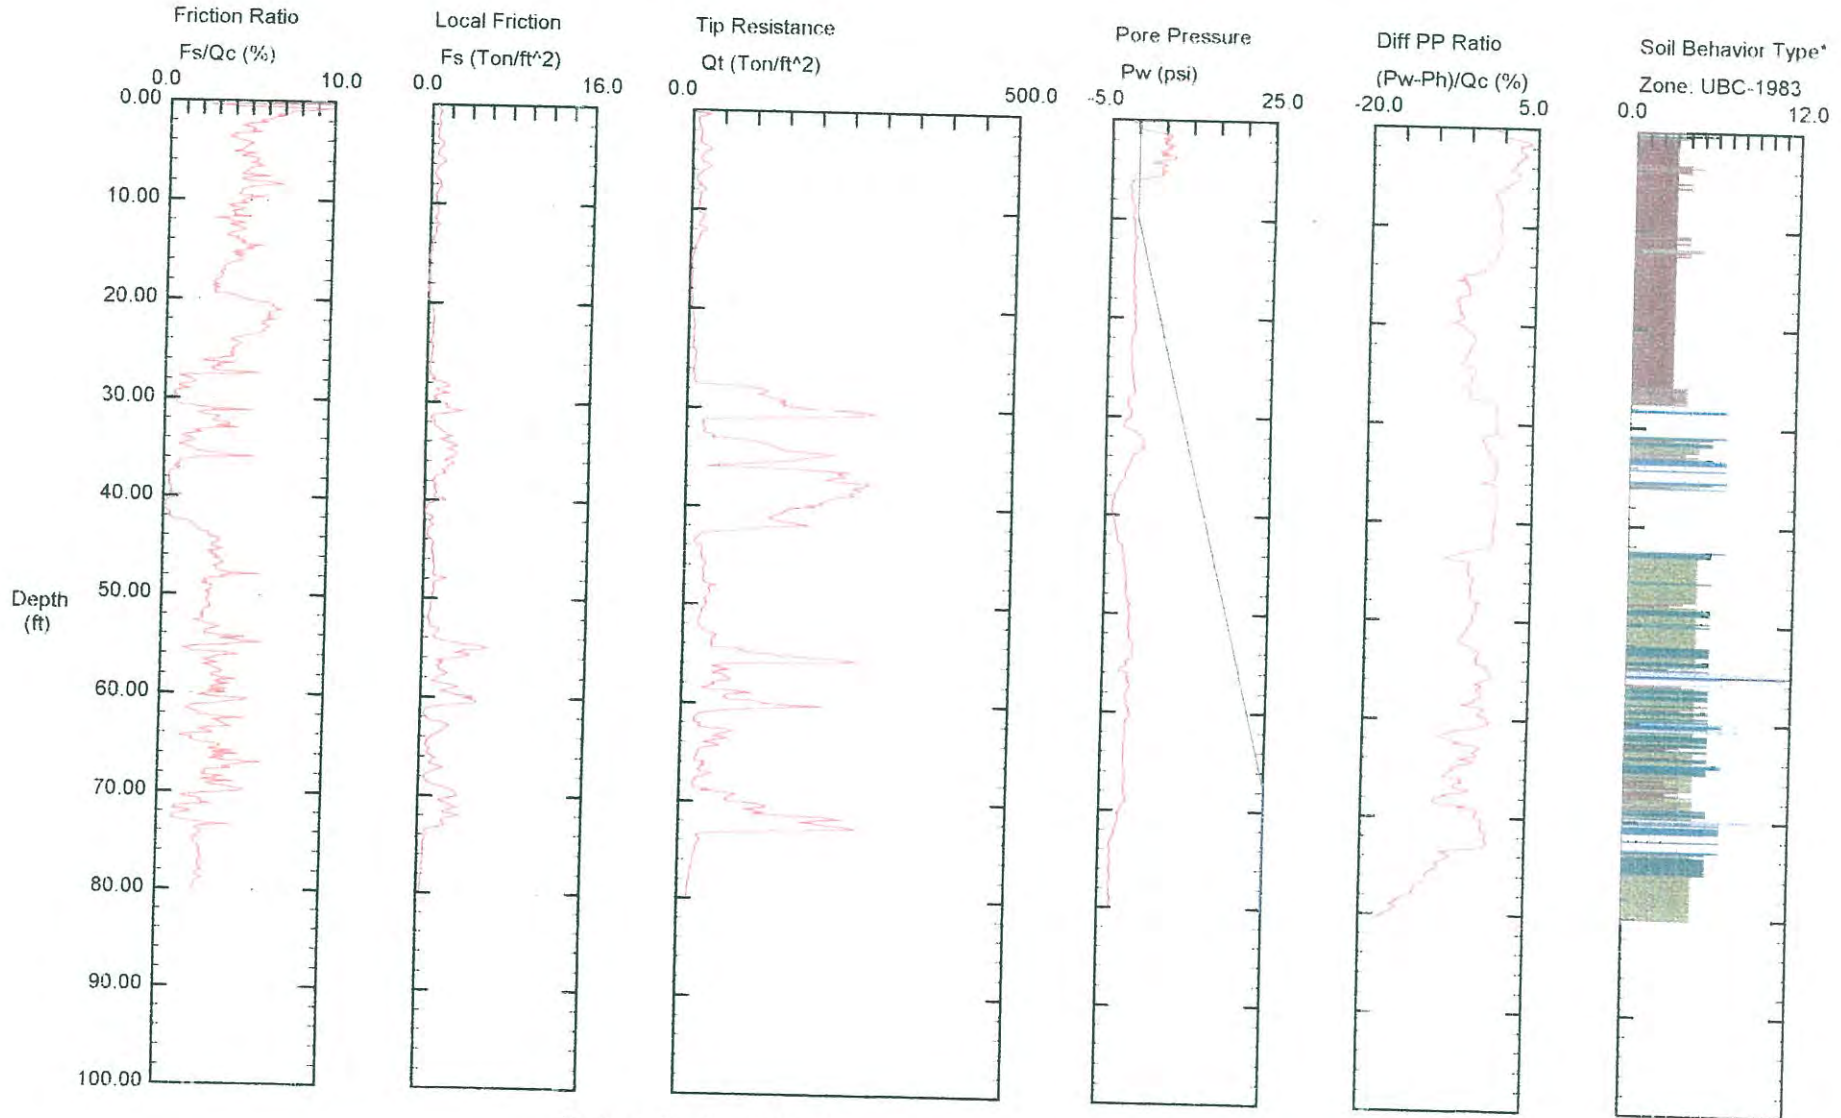 Friction Ratio
Fs/Qc (%)
0.0 10.0
Local Friction
Fs (Ton/ft^2)
0.0 16.0
Tip Resistance
Qt (Ton/ft^2)
0.0 500.0
Pore Pressure
Pw (psi)
-5.0 25.0
Diff PP Ratio
(Pw-Ph)/Qc (%)
-20.0 5.0
Soil Behavior Type*
Zone: UBC-1983
0.0 12.0
0.00
10.00
20.00
30.00
40.00
50.00
Depth
(ft)
60.00
70.00
80.00
90.00
100.00